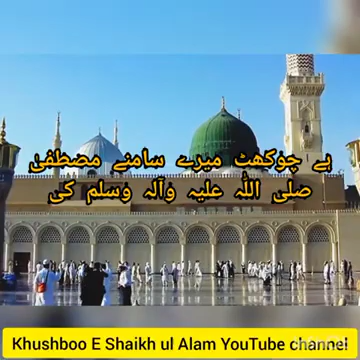 ہے چوکھٹ میرے سامنے مصطفیٰ
صلی اللہ علیہ وآلہ وسلم کی
Khushboo E Shaikh ul Alam YouTube channel